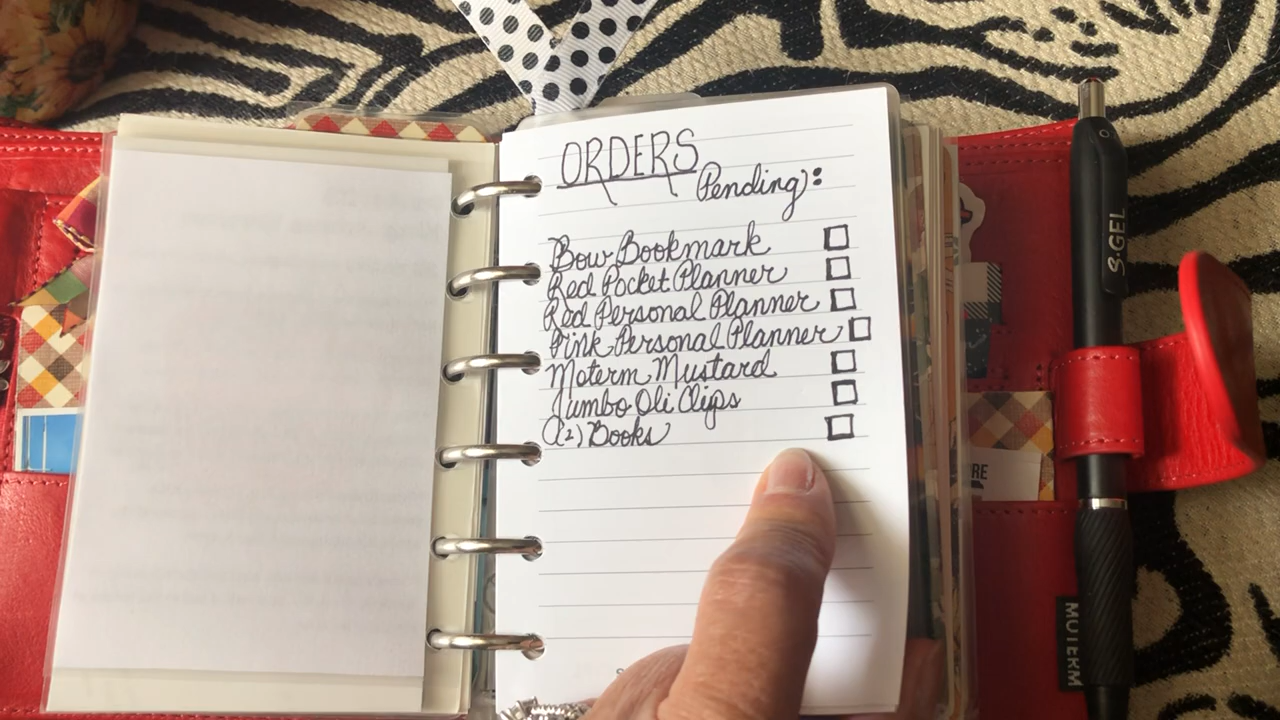 ORDERS
Pending:
Bow Bookmark
Red Pocket Planner
Red Personal Planner
Pink Personal Planner
Moterm Mustard
Jumbo Oli Clips
(2) Books
S.GEL
MOTERM